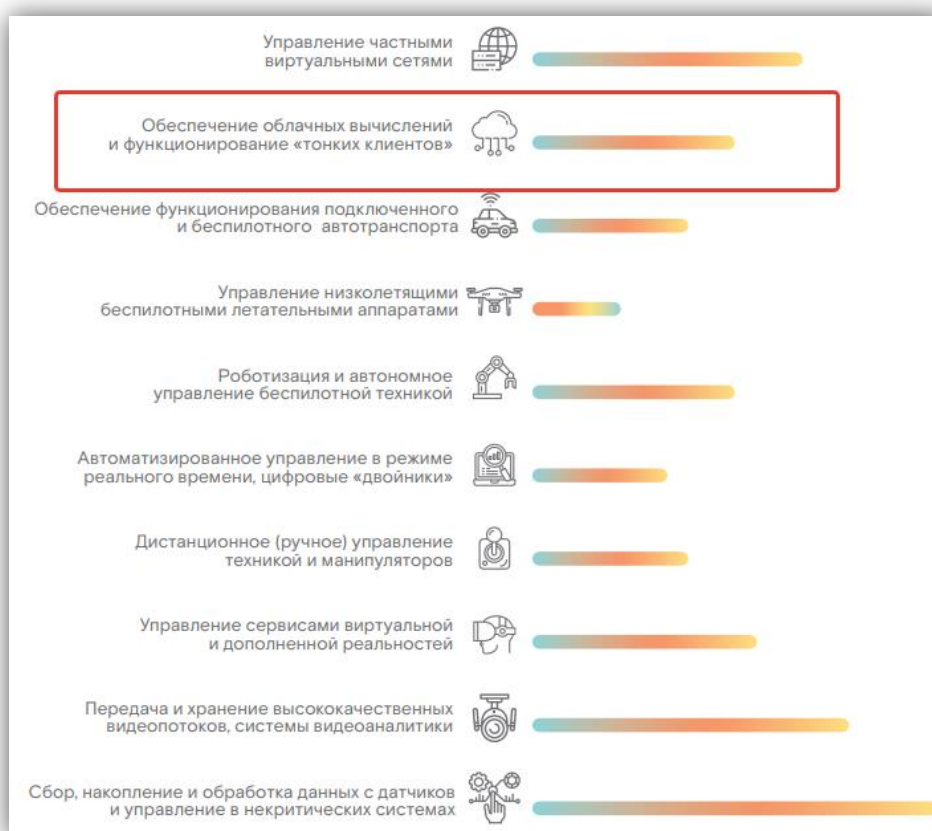 Управление частными
виртуальными сетями
Обеспечение облачных вычислений
и функционирование «тонких клиентов»
Обеспечение функционирования подключенного
и беспилотного автотранспорта
Управление низколетящими
беспилотными летательными аппаратами
Роботизация и автономное
управление беспилотной техникой
Автоматизированное управление в режиме
реального времени, цифровые «двойники»
Дистанционное (ручное) управление
техникой и манипуляторов
Управление сервисами виртуальной
и дополненной реальностей
Передача и хранение высококачественных
видеопотоков, системы видеоаналитики
Сбор, накопление и обработка данных с датчиков
и управление в некритических системах